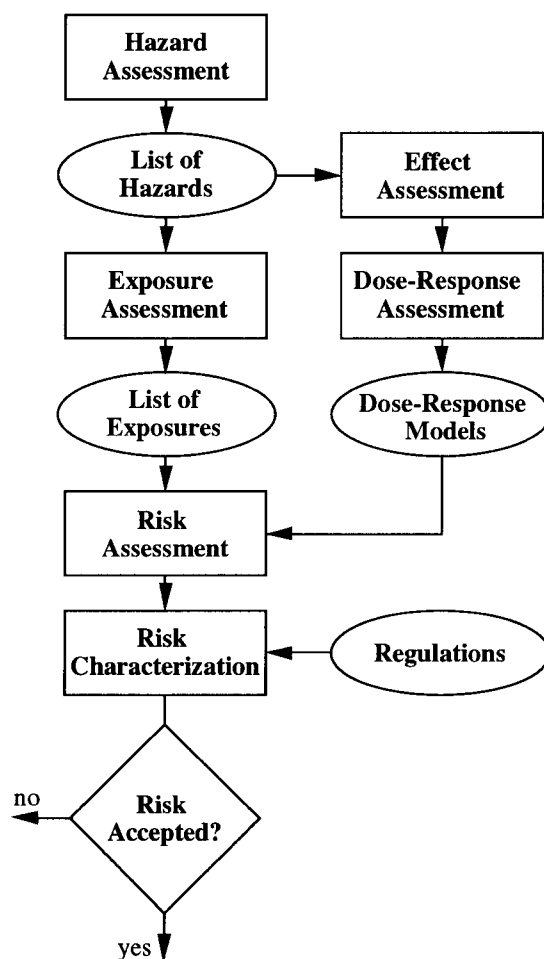 Hazard
Assessment
List of
Hazards
Effect
Assessment
Exposure
Assessment
Dose-Response
Assessment
List of
Exposures
Dose-Response
Models
Risk
Assessment
Risk
Characterization
Regulations
Risk
Accepted?
no
yes